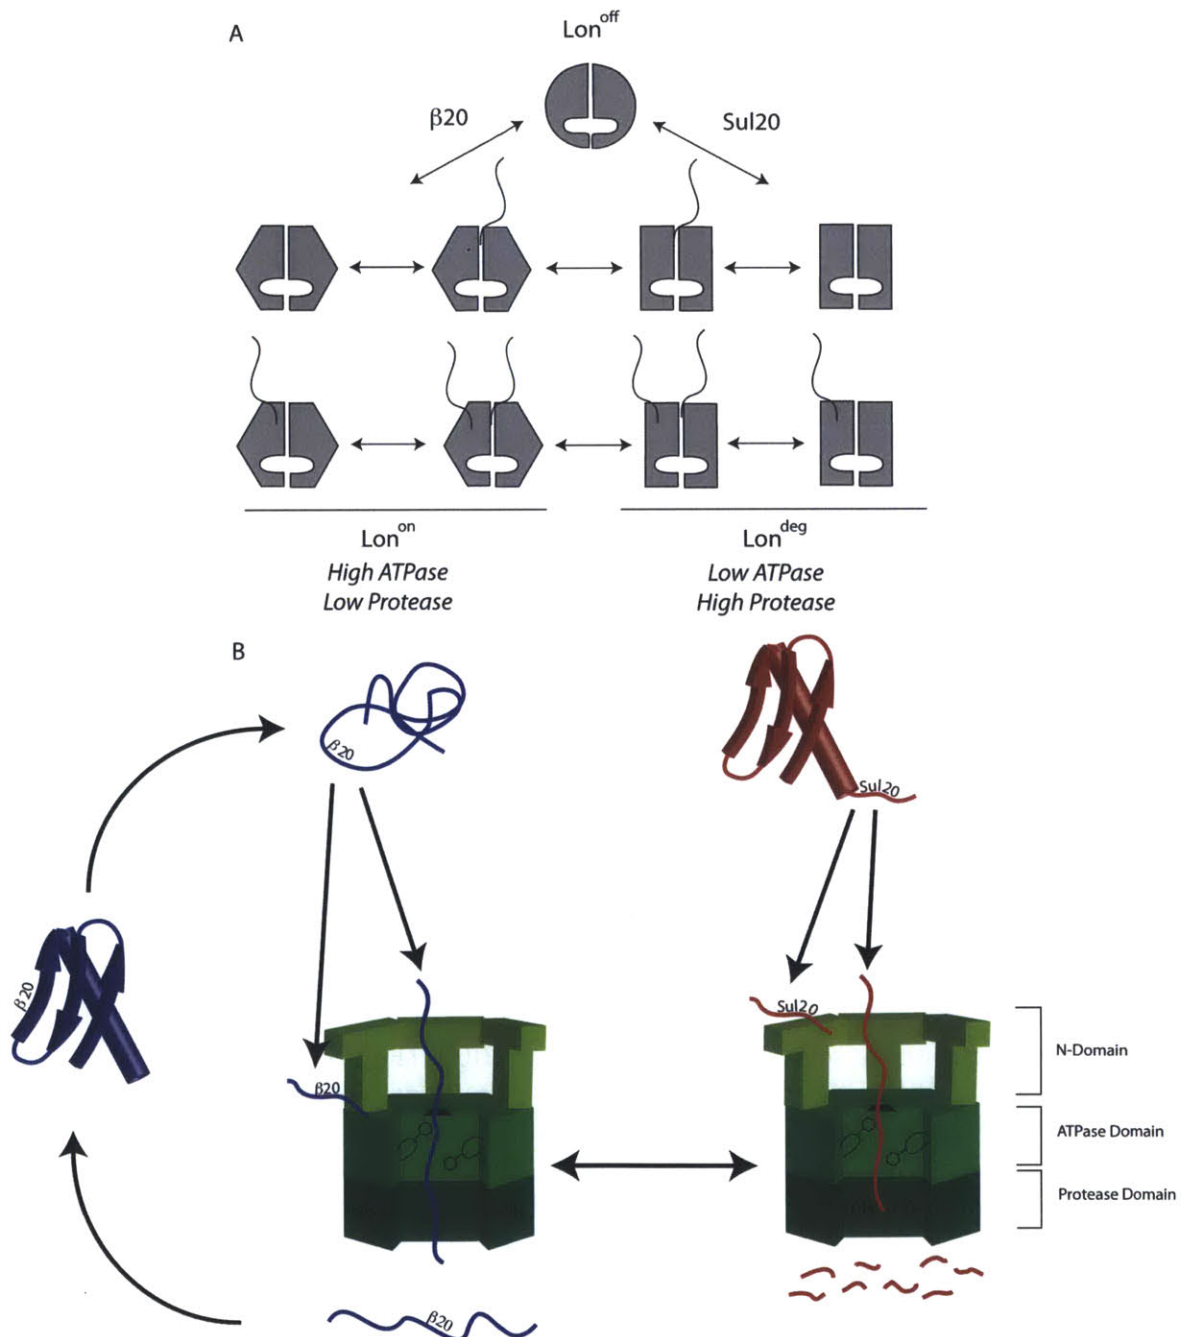 A
Lon^off
β20
Sul20
Lon^on
High ATPase
Low Protease
Lon^deg
Low ATPase
High Protease
B
β20
Sul20
β20
Sul20
β20
N-Domain
ATPase Domain
Protease Domain
β20